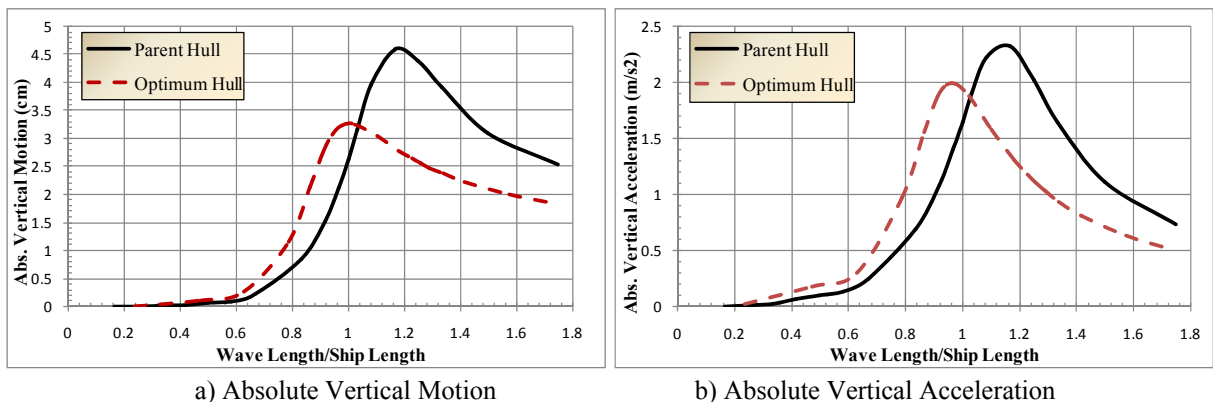 Abs. Vertical Motion (cm)
5
4.5
4
3.5
3
2.5
2
1.5
1
0.5
0
Parent Hull
Optimum Hull
0 0.2 0.4 0.6 0.8 1 1.2 1.4 1.6 1.8
Wave Length/Ship Length
a) Absolute Vertical Motion
Abs. Vertical Acceleration (m/s2)
2.5
2
1.5
1
0.5
0
Parent Hull
Optimum Hull
0 0.2 0.4 0.6 0.8 1 1.2 1.4 1.6 1.8
Wave Length/Ship Length
b) Absolute Vertical Acceleration